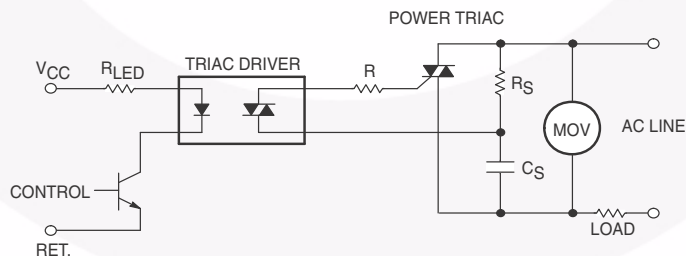 POWER TRIAC
VCC
RLED
TRIAC DRIVER
R
RS
MOV
AC LINE
CONTROL
CS
LOAD
RET.